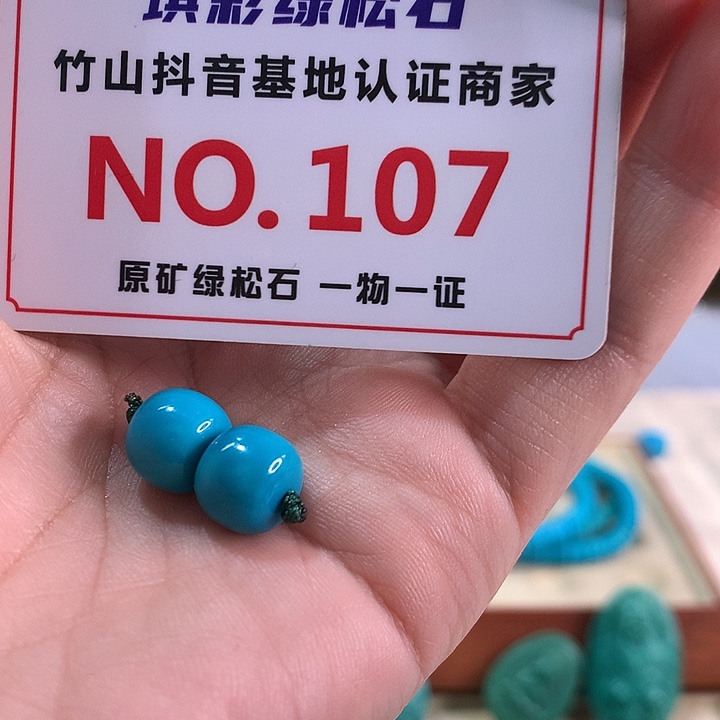 琪彩绿松石
竹山抖音基地认证商家
NO.107
原矿绿松石 一物一证